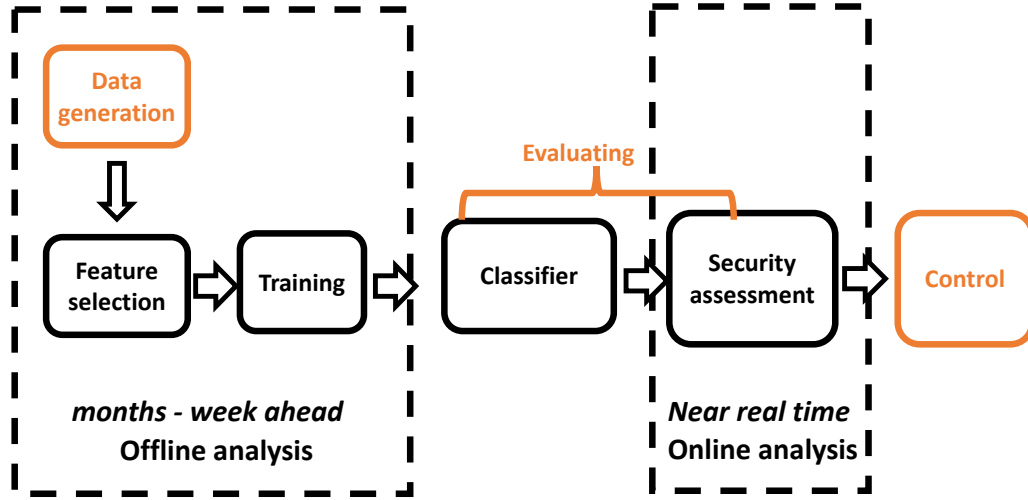 Data
generation
Evaluating
Feature
selection
Training
Classifier
Security
assessment
Control
months - week ahead
Offline analysis
Near real time
Online analysis